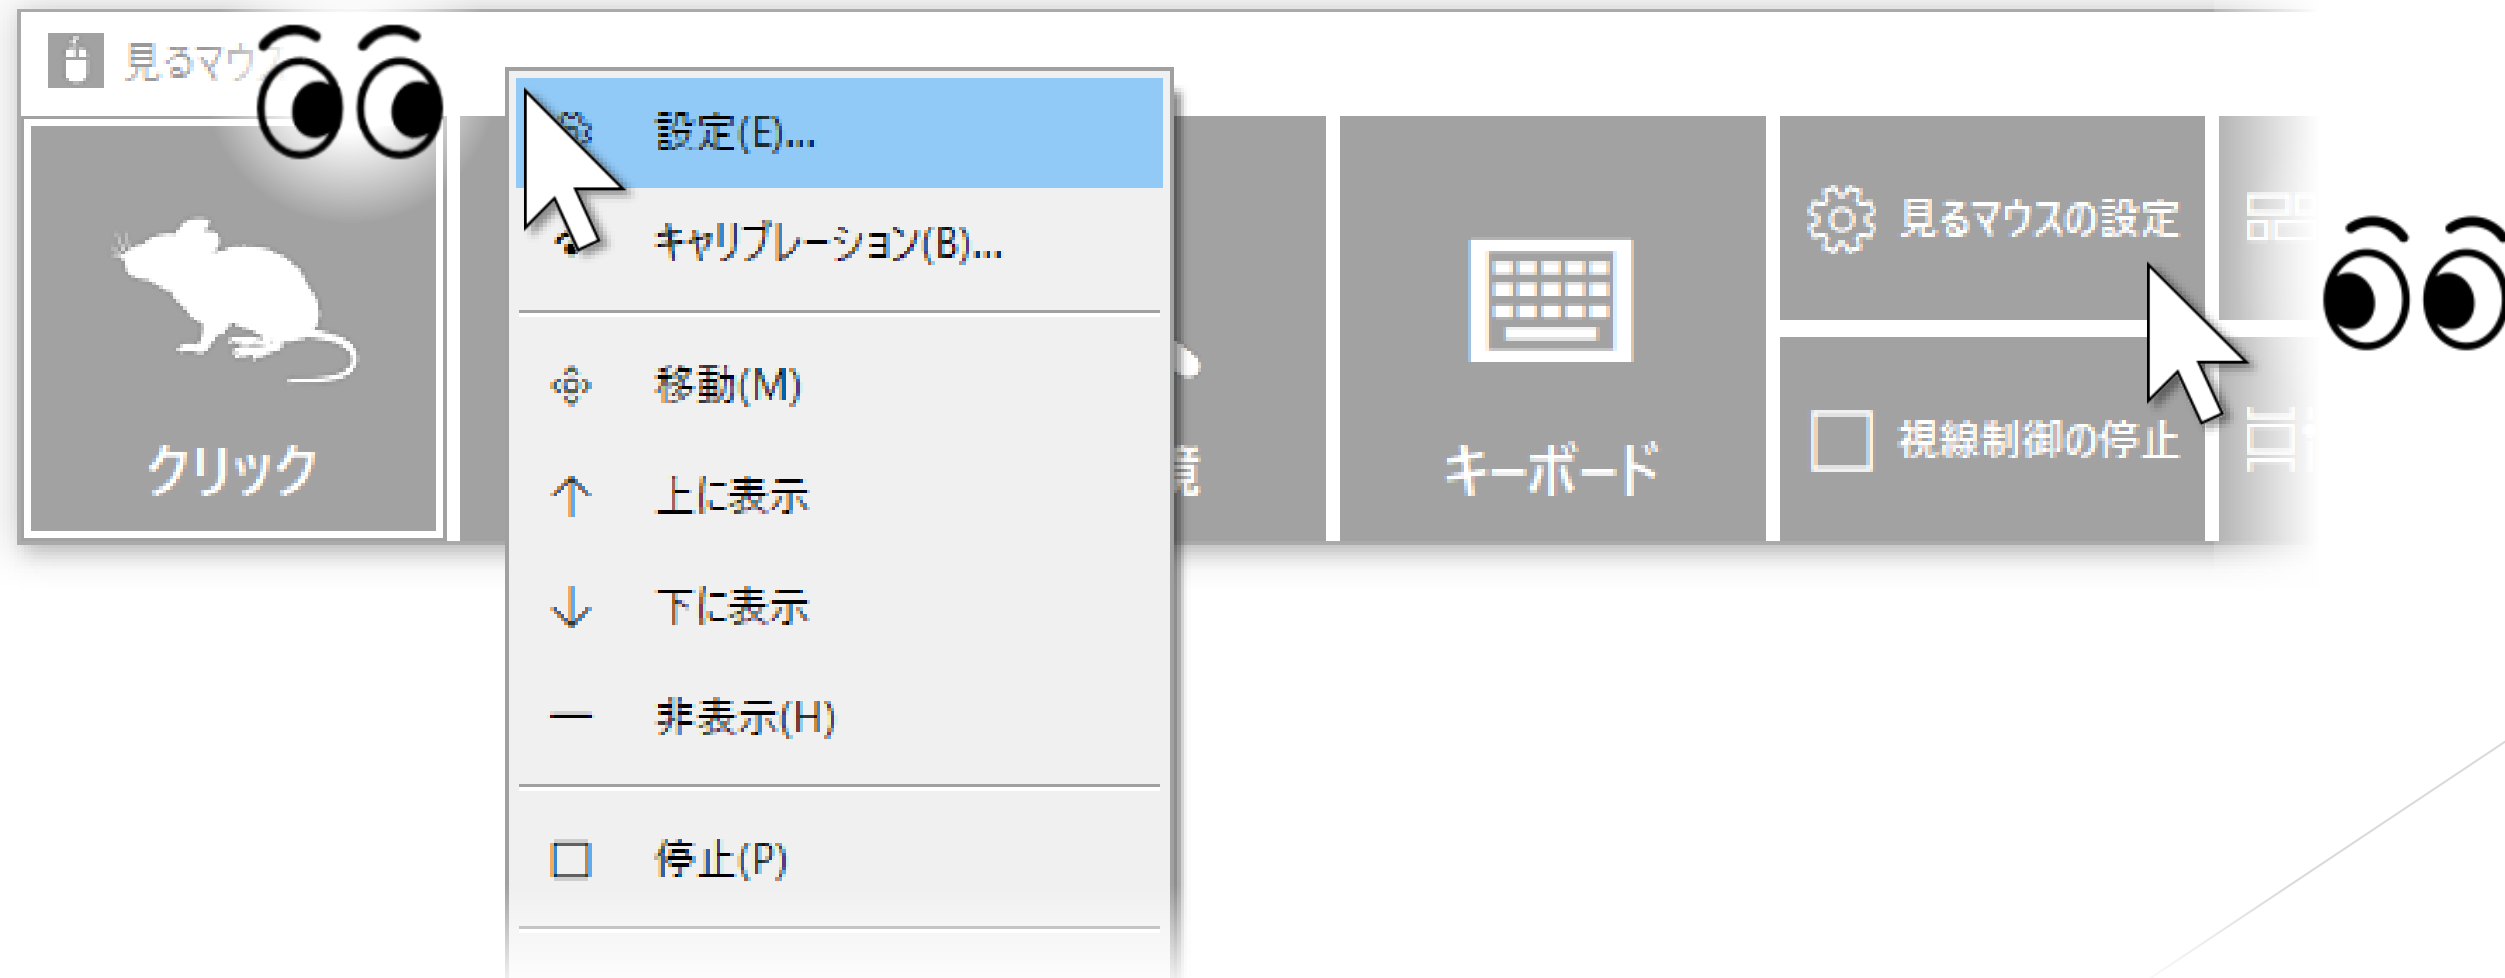 見るマウ
設定(E)...
キャリブレーション(B)...
移動(M)
上に表示
下に表示
非表示(H)
停止(P)
クリック
キーボード
見るマウスの設定
視線制御の停止